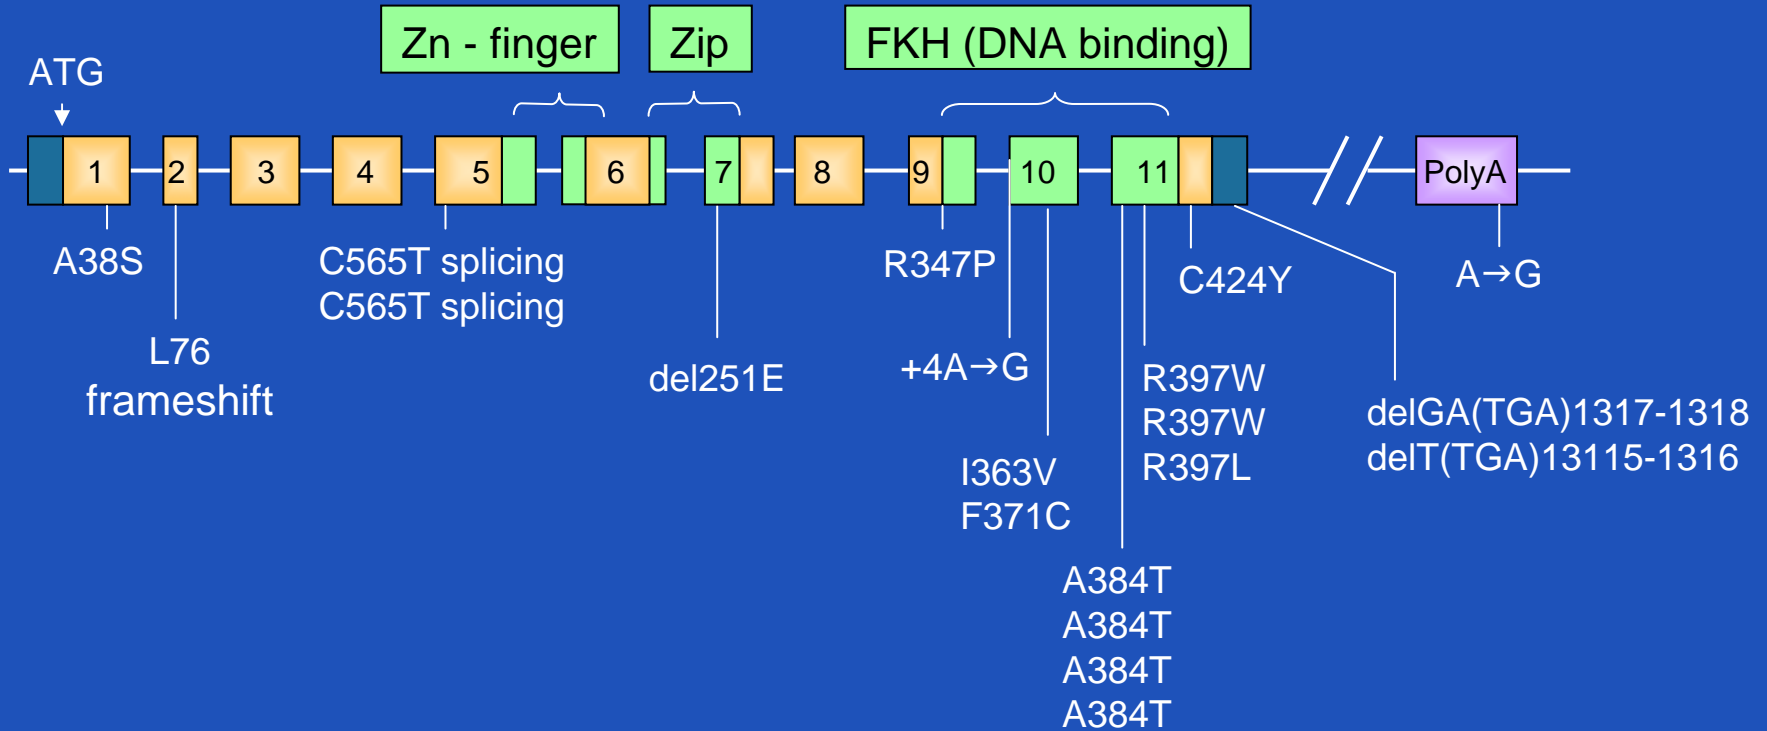 Zn - finger
Zip
FKH (DNA binding)
ATG
1
2
3
4
5
6
7
8
9
10
11
PolyA
A38S
L76
frameshift
C565T splicing
C565T splicing
del251E
R347P
+4A→G
I363V
F371C
A384T
A384T
A384T
A384T
R397W
R397W
R397L
C424Y
delGA(TGA)1317-1318
delT(TGA)13115-1316
A→G